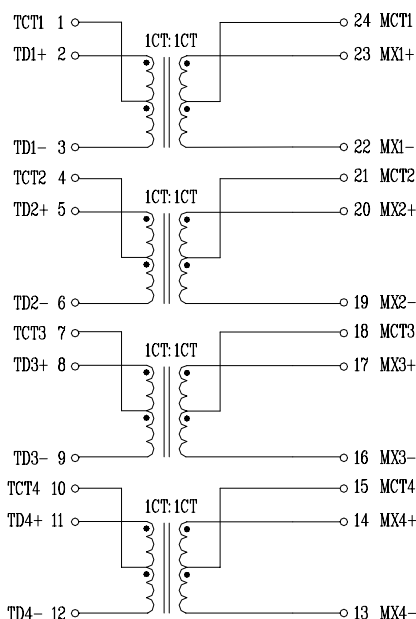 TCT1 1 24 MCT1
1CT:1CT
TD1+ 2 23 MX1+
TD1- 3 22 MX1-
TCT2 4 21 MCT2
1CT:1CT
TD2+ 5 20 MX2+
TD2- 6 19 MX2-
TCT3 7 18 MCT3
1CT:1CT
TD3+ 8 17 MX3+
TD3- 9 16 MX3-
TCT4 10 15 MCT4
1CT:1CT
TD4+ 11 14 MX4+
TD4- 12 13 MX4-